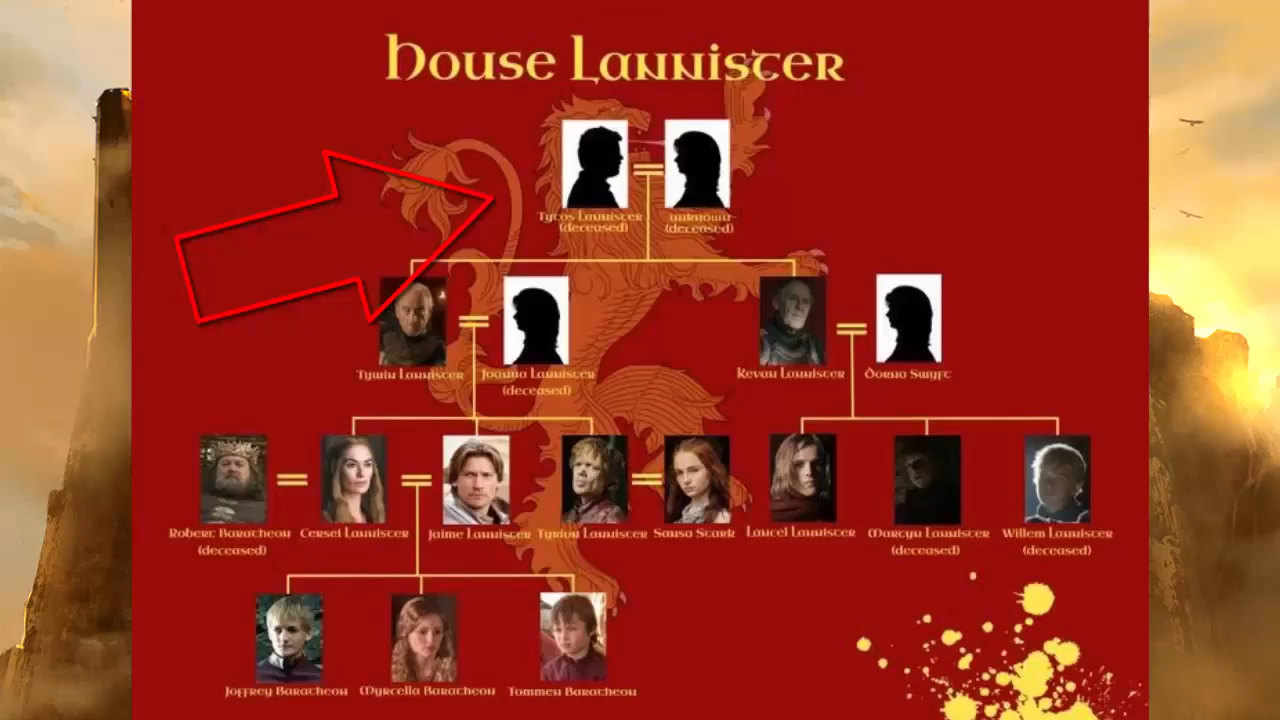 House Lannister
Tytos Lannister
(deceased)
unknown
(deceased)
Tywin Lannister
Joanna Lannister
(deceased)
Kevan Lannister
Dorna Swyft
Robert Baratheon
(deceased)
Cersei Lannister
Jaime Lannister
Tyrion Lannister
Sansa Stark
Lancel Lannister
Martyn Lannister
(deceased)
Willem Lannister
(deceased)
Joffrey Baratheon
Myrcella Baratheon
Tommen Baratheon